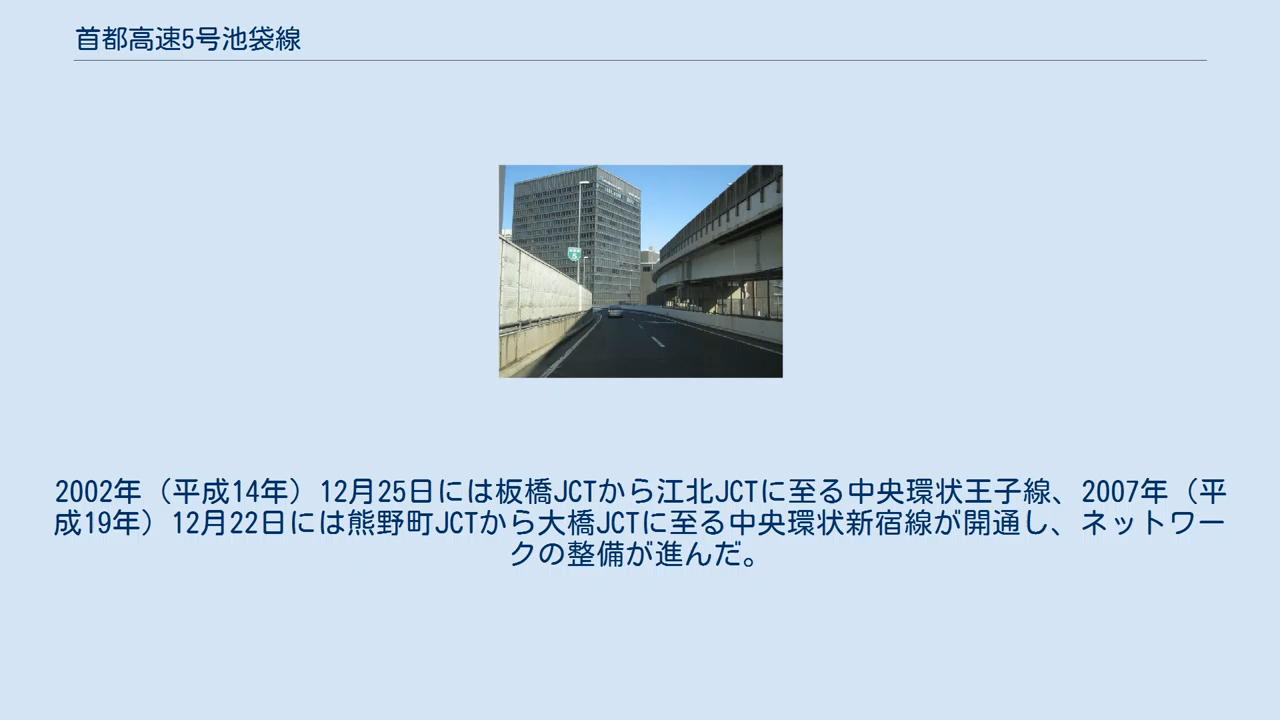 首都高速5号池袋線
2002年（平成14年）12月25日には板橋JCTから江北JCTに至る中央環状王子線、2007年（平
成19年）12月22日には熊野町JCTから大橋JCTに至る中央環状新宿線が開通し、ネットワー
クの整備が進んだ。